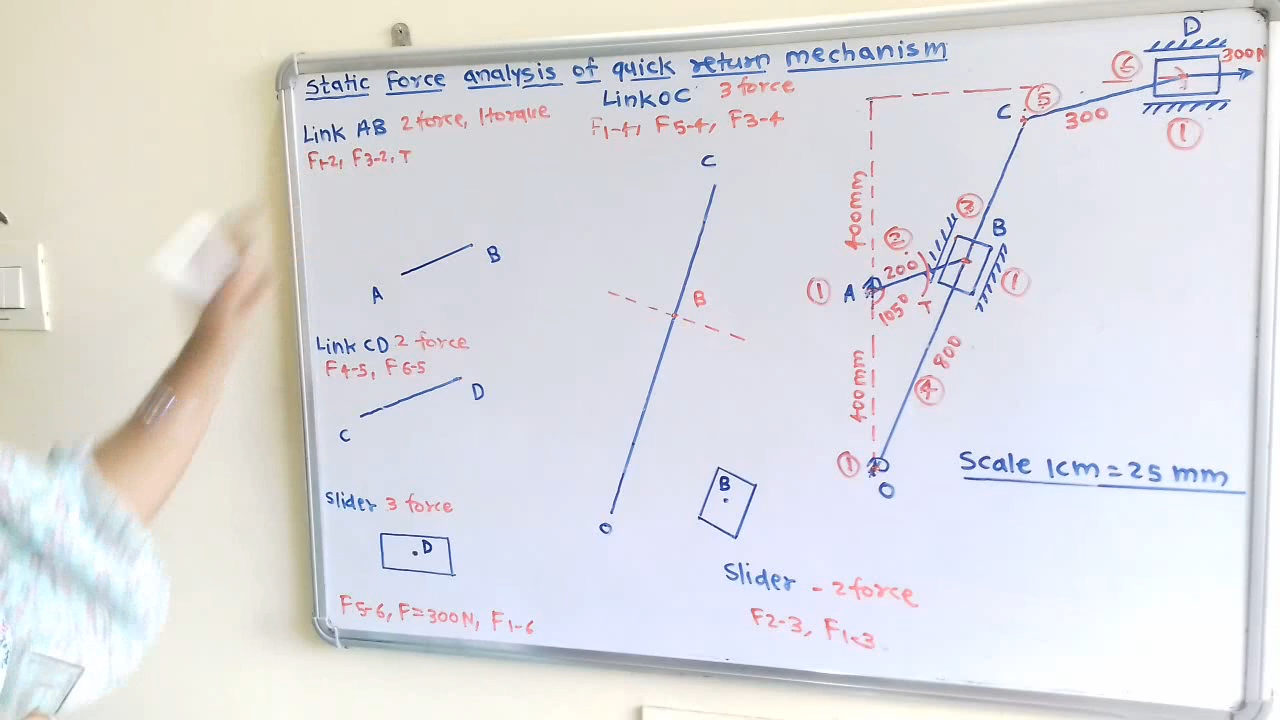 Static Force analysis of quick return mechanism
Link AB 2 force, 1 torque
F1-2, F3-2, T
Link OC 3 force
F1-4, F5-4, F3-4
A
B
Link CD 2 force
F4-5, F6-5
C
D
Slider 3 force
D
F5-6, F=300N, F1-6
C
B
O
B
Slider - 2 force
F2-3, F1-3
D
300N
6
5
C
300
1
400mm
3
2
B
200
1
A
1
105°
T
400mm
800
4
1
O
Scale 1cm = 25 mm